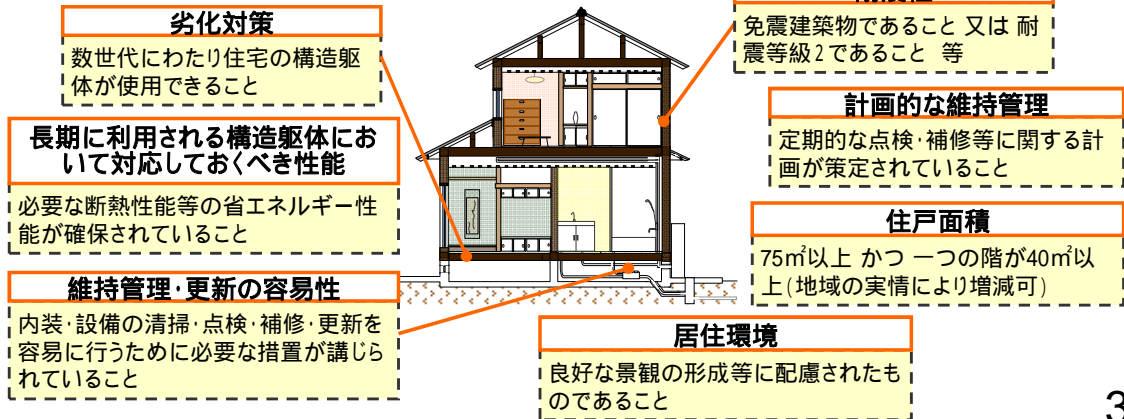 劣化対策
数世代にわたり住宅の構造躯
体が使用できること
長期に利用される構造躯体にお
いて対応しておくべき性能
必要な断熱性能等の省エネルギー性
能が確保されていること
維持管理・更新の容易性
内装・設備の清掃・点検・補修・更新を
容易に行うために必要な措置が講じら
れていること
免震建築物であること 又は 耐
震等級2であること 等
計画的な維持管理
定期的な点検・補修等に関する計
画が策定されていること
住戸面積
75㎡以上 かつ 一つの階が40㎡以
上(地域の実情により増減可)
居住環境
良好な景観の形成等に配慮されたも
のであること
3